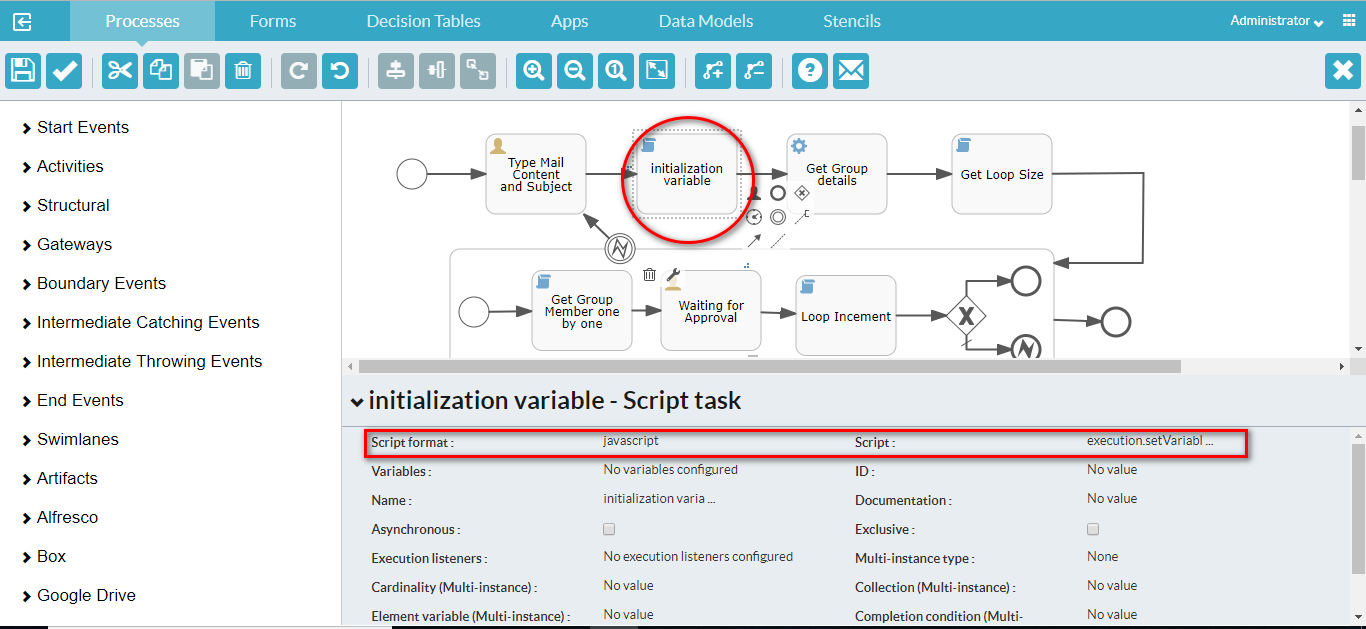 Processes Forms Decision Tables Apps Data Models Stencils Administrator
Start Events
Activities
Structural
Gateways
Boundary Events
Intermediate Catching Events
Intermediate Throwing Events
End Events
Swimlanes
Artifacts
Alfresco
Box
Google Drive
Type Mail
Content
and Subject
initialization
variable
Get Group
details
Get Loop Size
Get Group
Member one
by one
Waiting for
Approval
Loop Incement
X
initialization variable - Script task
Script format : javascript Script : execution.setVariabl ...
Variables : No variables configured ID : No value
Name : initialization varia ... Documentation : No value
Asynchronous : Exclusive :
Execution listeners : No execution listeners configured Multi-instance type : None
Cardinality (Multi-instance) : No value Collection (Multi-instance) : No value
Element variable (Multi-instance) : No value Completion condition (Multi- No value